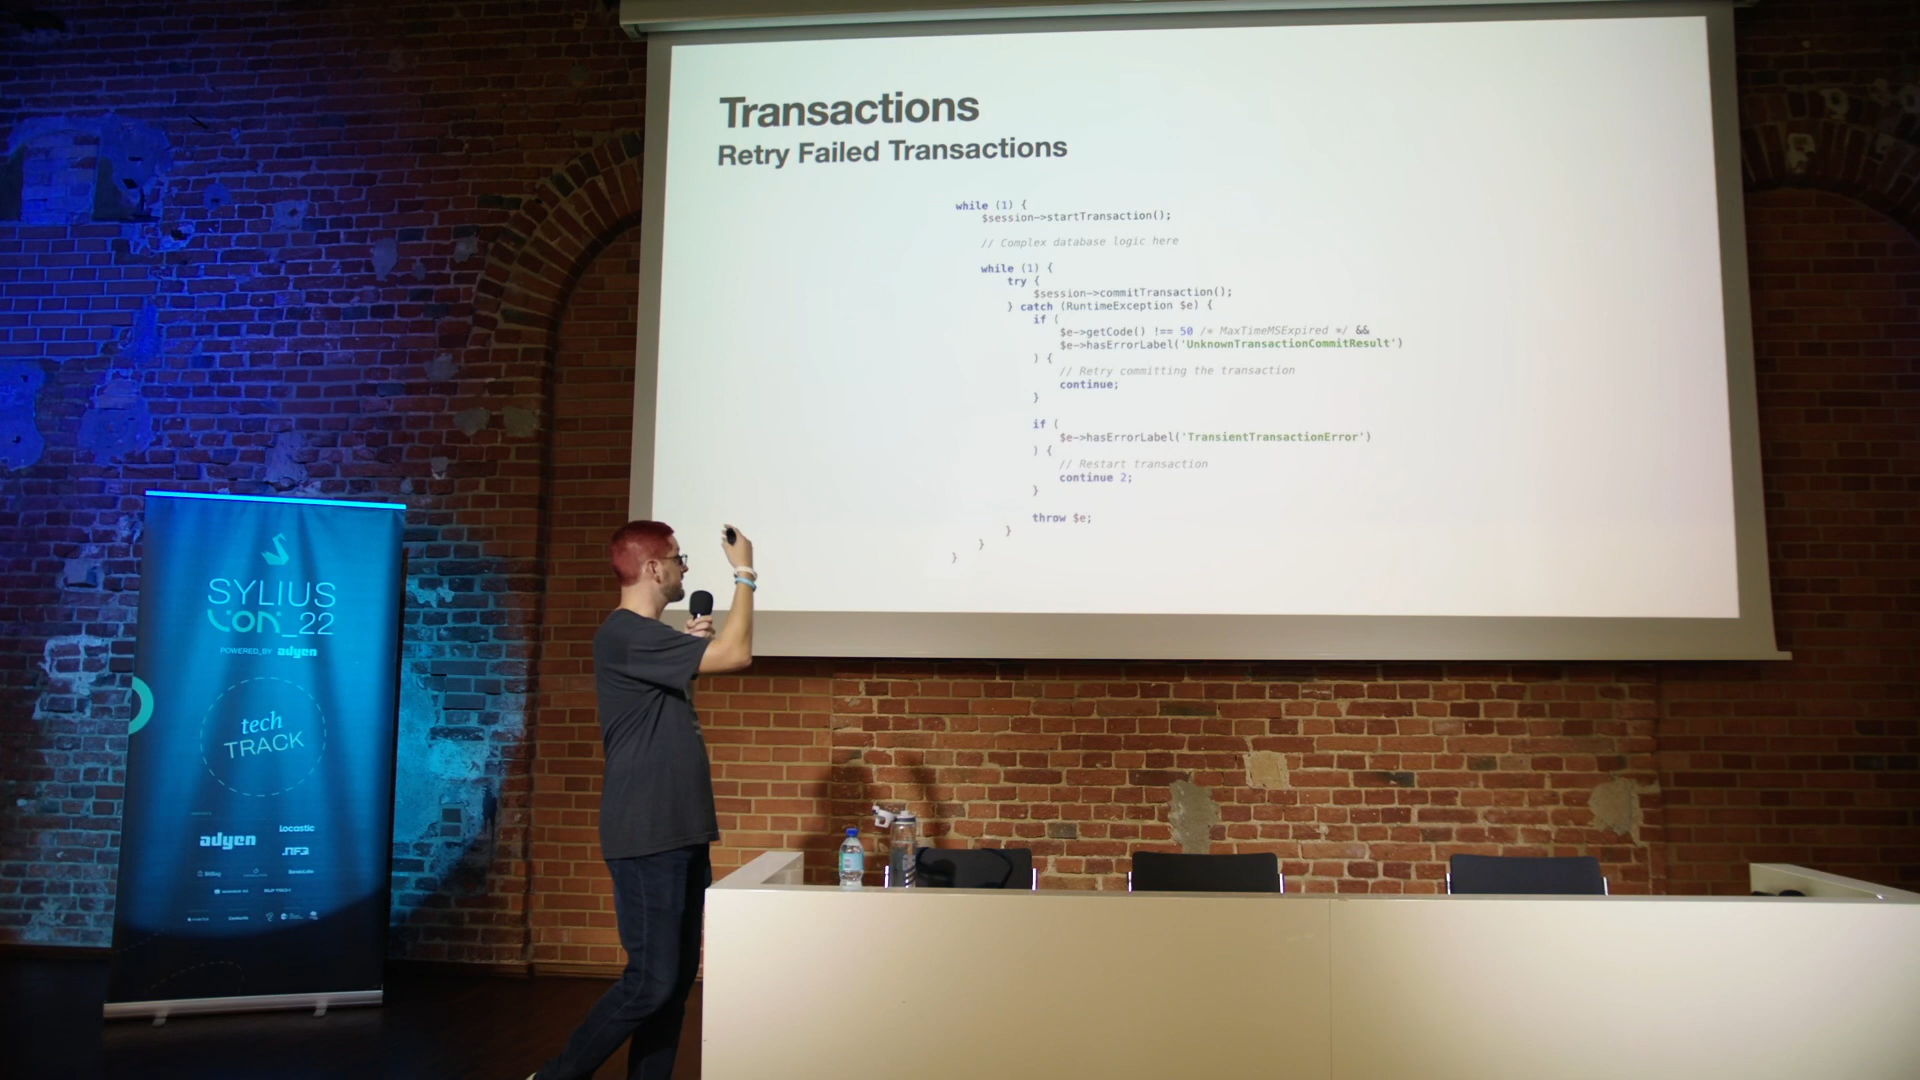 Transactions
Retry Failed Transactions
while (1) {
$session->startTransaction();
// Complex database logic here
while (1) {
try {
$session->commitTransaction();
} catch (RuntimeException $e) {
if (
$e->getCode() !== 50 /* MaxTimeMSExpired */ &&
$e->hasErrorLabel('UnknownTransactionCommitResult')
) {
// Retry committing the transaction
continue;
}
if (
$e->hasErrorLabel('TransientTransactionError')
) {
// Restart transaction
continue 2;
}
throw $e;
}
}
}
SYLIUS
CON_22
POWERED_BY adyen
tech
TRACK
adyen
Locastic